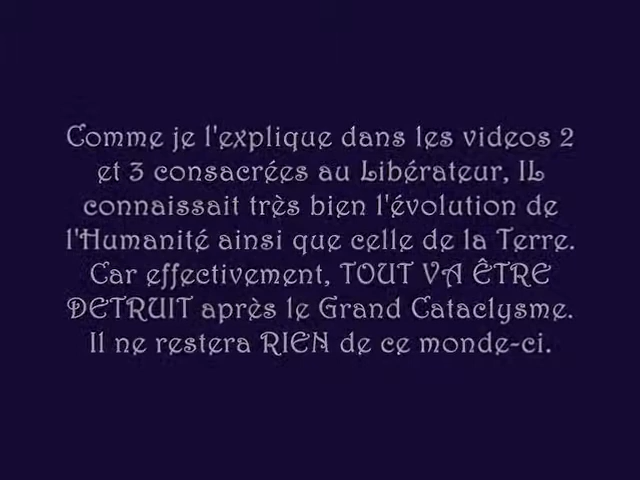 Comme je l'explique dans les videos 2
et 3 consacrées au Libérateur, IL
connaissait très bien l'évolution de
l'Humanité ainsi que celle de la Terre.
Car effectivement, TOUT VA ÊTRE
DETRUIT après le Grand Cataclysme.
Il ne restera RIEN de ce monde-ci.